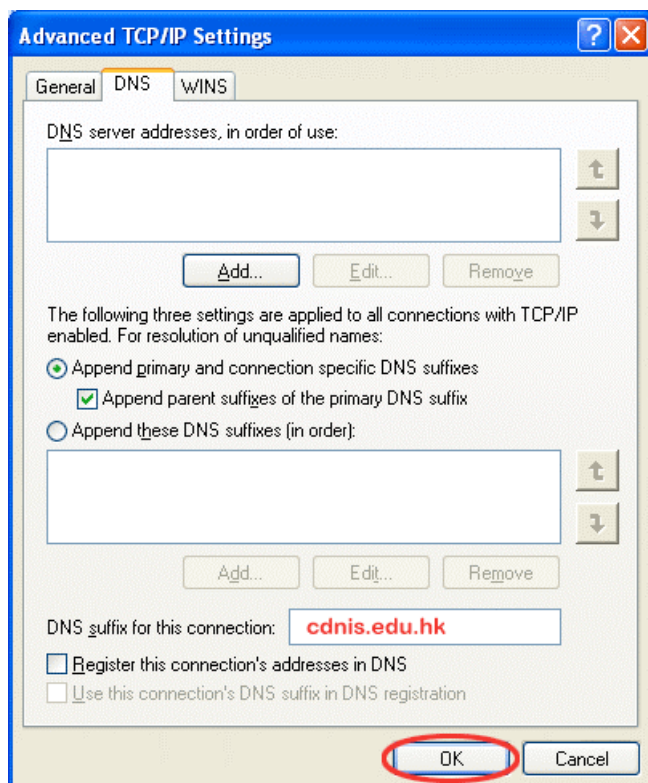 Advanced TCP/IP Settings
General DNS WINS
DNS server addresses, in order of use:
Add... Edit... Remove
The following three settings are applied to all connections with TCP/IP
enabled. For resolution of unqualified names:
Append primary and connection specific DNS suffixes
Append parent suffixes of the primary DNS suffix
Append these DNS suffixes (in order):
Add... Edit... Remove
DNS suffix for this connection: cdnis.edu.hk
Register this connection's addresses in DNS
Use this connection's DNS suffix in DNS registration
OK Cancel